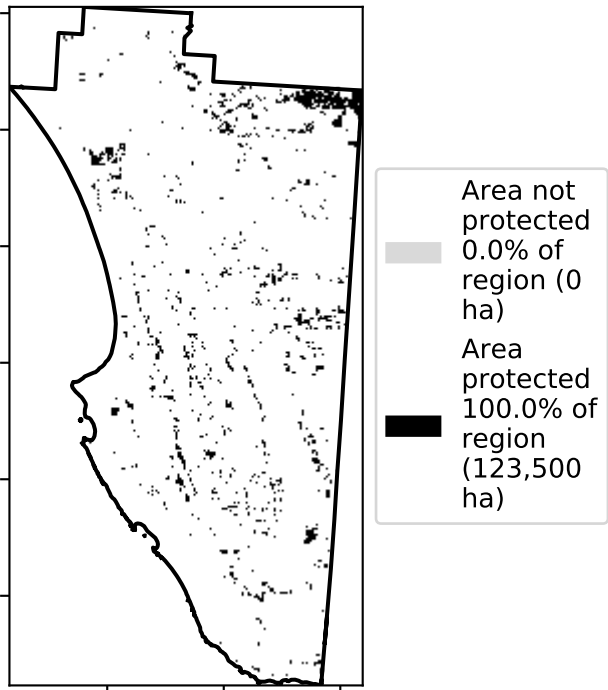 Area not
protected
0.0% of
region (0
ha)
Area
protected
100.0% of
region
(123,500
ha)